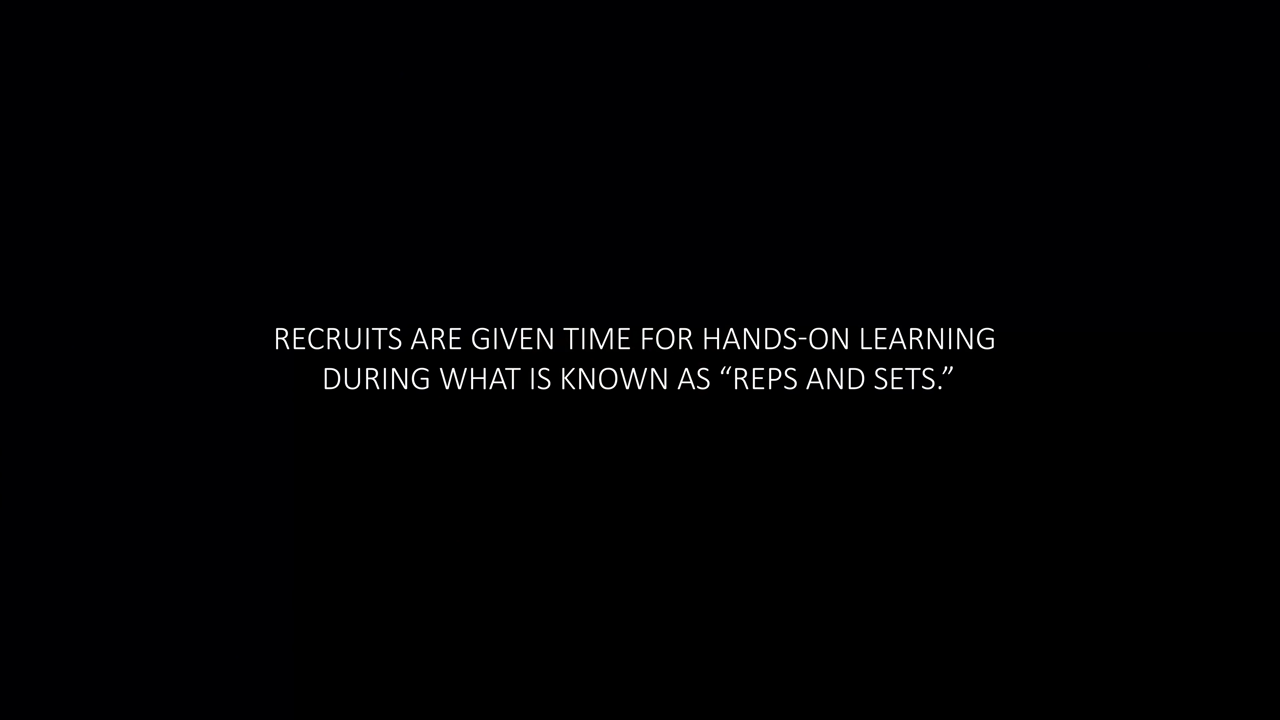 RECRUITS ARE GIVEN TIME FOR HANDS-ON LEARNING
DURING WHAT IS KNOWN AS “REPS AND SETS.”